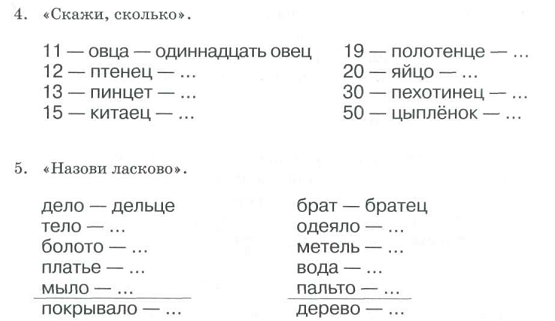 4. «Скажи, сколько».
11 — овца — одиннадцать овец
12 — птенец — ...
13 — пинцет — ...
15 — китаец — ...
19 — полотенце — ...
20 — яйцо — ...
30 — пехотинец — ...
50 — цыплёнок — ...
5. «Назови ласково».
дело — дельце
тело — ...
болото — ...
платье — ...
мыло — ...
покрывало — ...
брат — братец
одеяло — ...
метель — ...
вода — ...
пальто — ...
дерево — ...